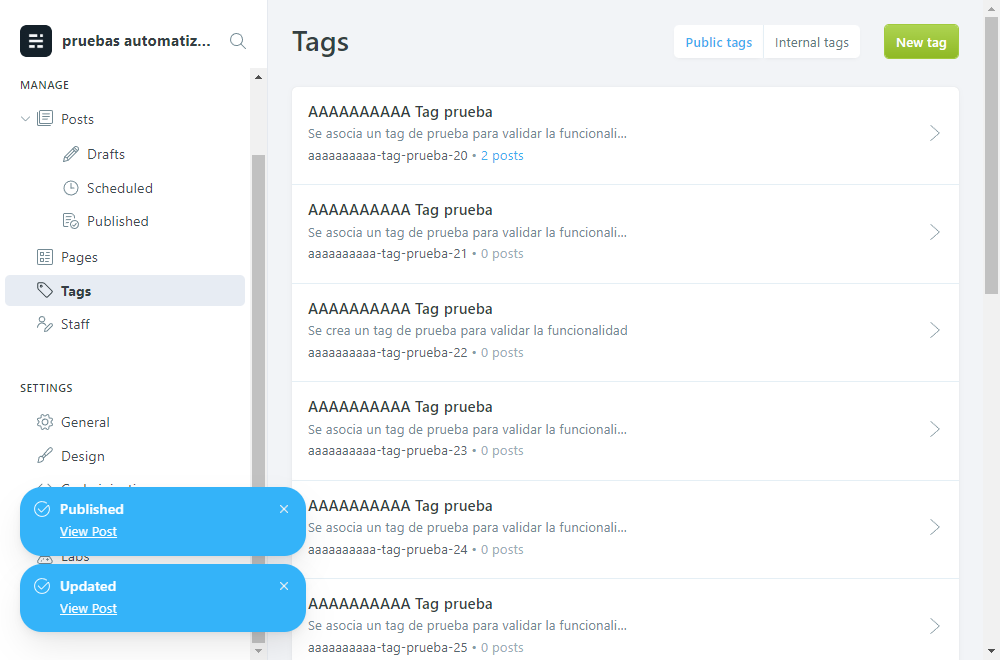 pruebas automatiz...
MANAGE
Posts
Drafts
Scheduled
Published
Pages
Tags
Staff
SETTINGS
General
Design
Labs
Published
View Post
Updated
View Post
Tags
Public tags
Internal tags
New tag
AAAAAAAAAA Tag prueba
Se asocia un tag de prueba para validar la funcionali...
aaaaaaaaaa-tag-prueba-20 • 2 posts
AAAAAAAAAA Tag prueba
Se asocia un tag de prueba para validar la funcionali...
aaaaaaaaaa-tag-prueba-21 • 0 posts
AAAAAAAAAA Tag prueba
Se crea un tag de prueba para validar la funcionalidad
aaaaaaaaaa-tag-prueba-22 • 0 posts
AAAAAAAAAA Tag prueba
Se asocia un tag de prueba para validar la funcionali...
aaaaaaaaaa-tag-prueba-23 • 0 posts
AAAAAAAAAA Tag prueba
Se asocia un tag de prueba para validar la funcionali...
aaaaaaaaaa-tag-prueba-24 • 0 posts
AAAAAAAAAA Tag prueba
Se asocia un tag de prueba para validar la funcionali...
aaaaaaaaaa-tag-prueba-25 • 0 posts